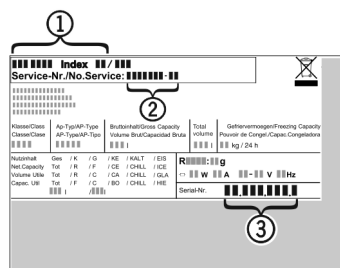 1
Index /
Service-Nr./No.Service: -
2
Klasse/Class
Classe/Clase
Ap-Typ/AP-Type
AP-Type/AP-Tipo
Bruttoinhalt/Gross Capacity
Volume Brut/Capacidad Bruta
l
Total
volume
l
Gefriervermoegen/Freezing Capacity
Pouvoir de Congel./Capac.Congeladora
kg / 24 h
Nutzinhalt Ges / K / G / KE / KALT / EIS
Net.Capacity Tot / R / F / CE / CHILL / ICE
Volume Utile Tot / R / C / CA / CHILL / GLA
Capac. Util Tot / F / C / BO / CHILL / HIE
l / l
R : g
W A - V Hz
Serial-Nr. . . .
3